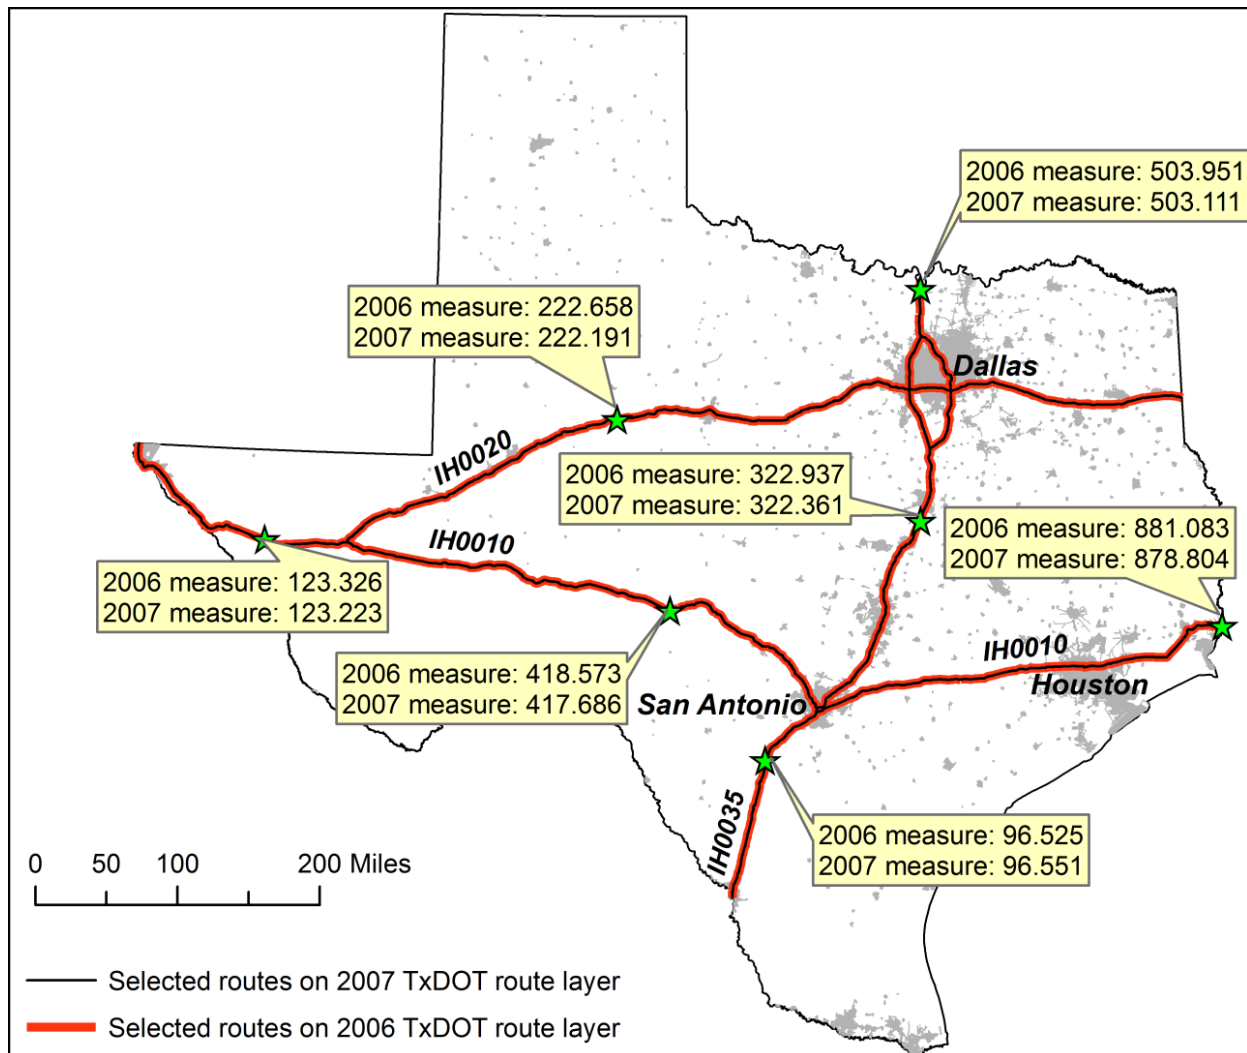 2006 measure: 503.951
2007 measure: 503.111
2006 measure: 222.658
2007 measure: 222.191
Dallas
IH0020
2006 measure: 322.937
2007 measure: 322.361
2006 measure: 881.083
2007 measure: 878.804
IH0010
2006 measure: 123.326
2007 measure: 123.223
2006 measure: 418.573
2007 measure: 417.686
IH0010
Houston
San Antonio
IH0035
2006 measure: 96.525
2007 measure: 96.551
0 50 100 200 Miles
Selected routes on 2007 TxDOT route layer
Selected routes on 2006 TxDOT route layer